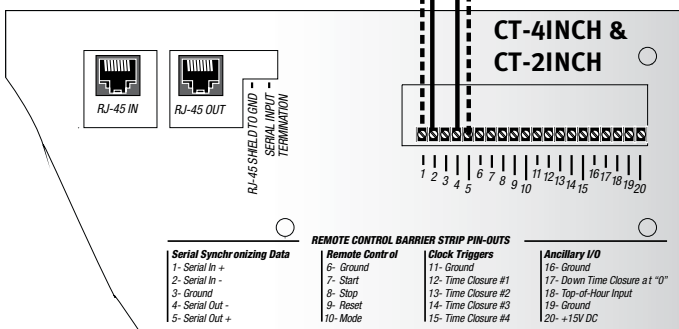 CT-4INCH &
CT-2INCH
RJ-45 IN
RJ-45 OUT
RJ-45 SHIELD TO GND
SERIAL INPUT
TERMINATION
1 2 3 4 5 6 7 8 9 10 11 12 13 14 15 16 17 18 19 20
REMOTE CONTROL BARRIER STRIP PIN-OUTS
Serial Synchronizing Data
1- Serial In +
2- Serial In -
3- Ground
4- Serial Out -
5- Serial Out +
Remote Control
6- Ground
7- Start
8- Stop
9- Reset
10- Mode
Clock Triggers
11- Ground
12- Time Closure #1
13- Time Closure #2
14- Time Closure #3
15- Time Closure #4
Ancillary I/O
16- Ground
17- Down Time Closure at "0"
18- Top-of-Hour Input
19- Ground
20- +15V DC